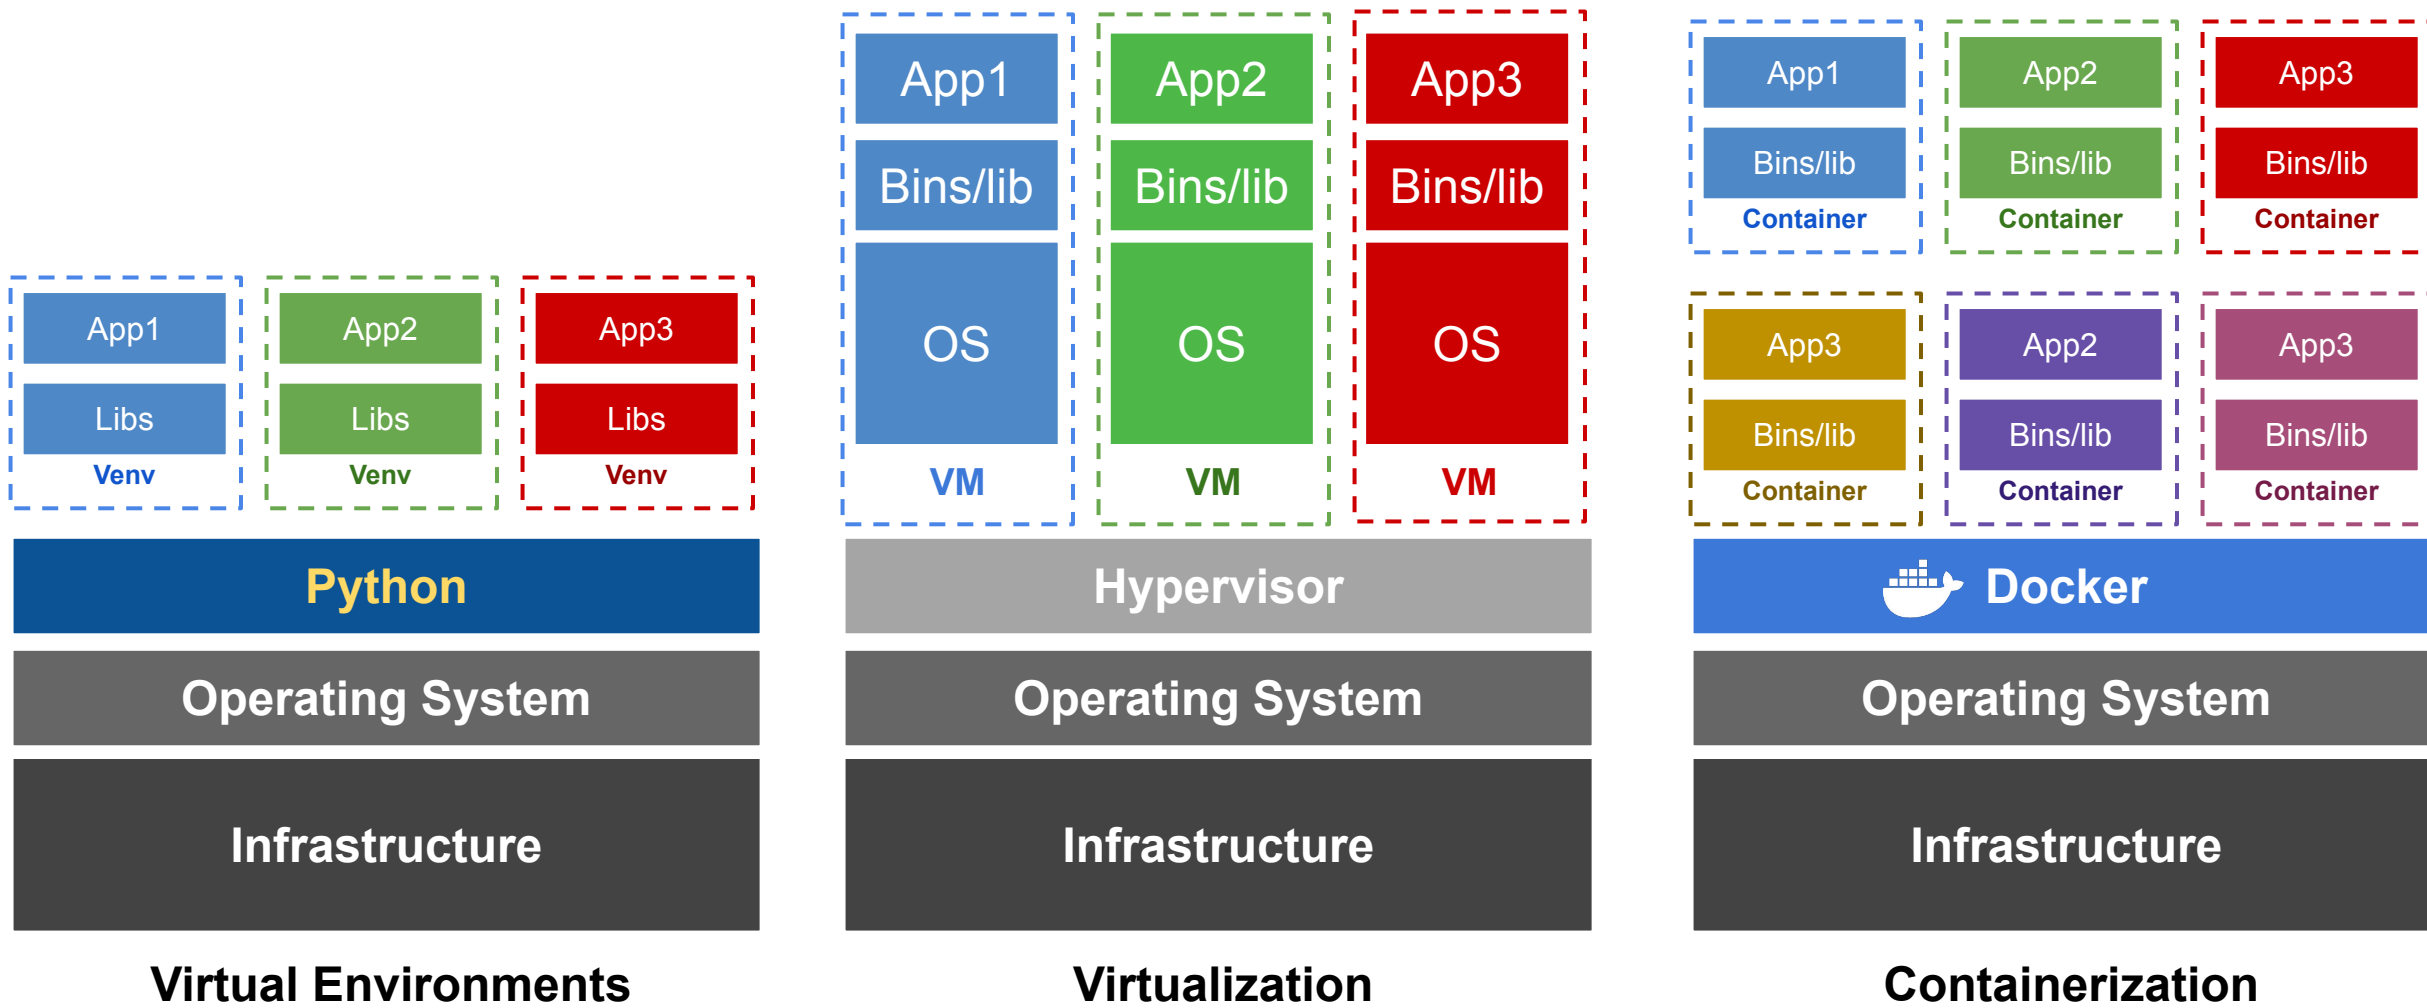 App1
App2
App3
Libs
Libs
Libs
Venv
Venv
Venv
Python
Operating System
Infrastructure
Virtual Environments
App1
App2
App3
Bins/lib
Bins/lib
Bins/lib
OS
OS
OS
VM
VM
VM
Hypervisor
Operating System
Infrastructure
Virtualization
App1
App2
App3
Bins/lib
Bins/lib
Bins/lib
Container
Container
Container
App3
App2
App3
Bins/lib
Bins/lib
Bins/lib
Container
Container
Container
Docker
Operating System
Infrastructure
Containerization